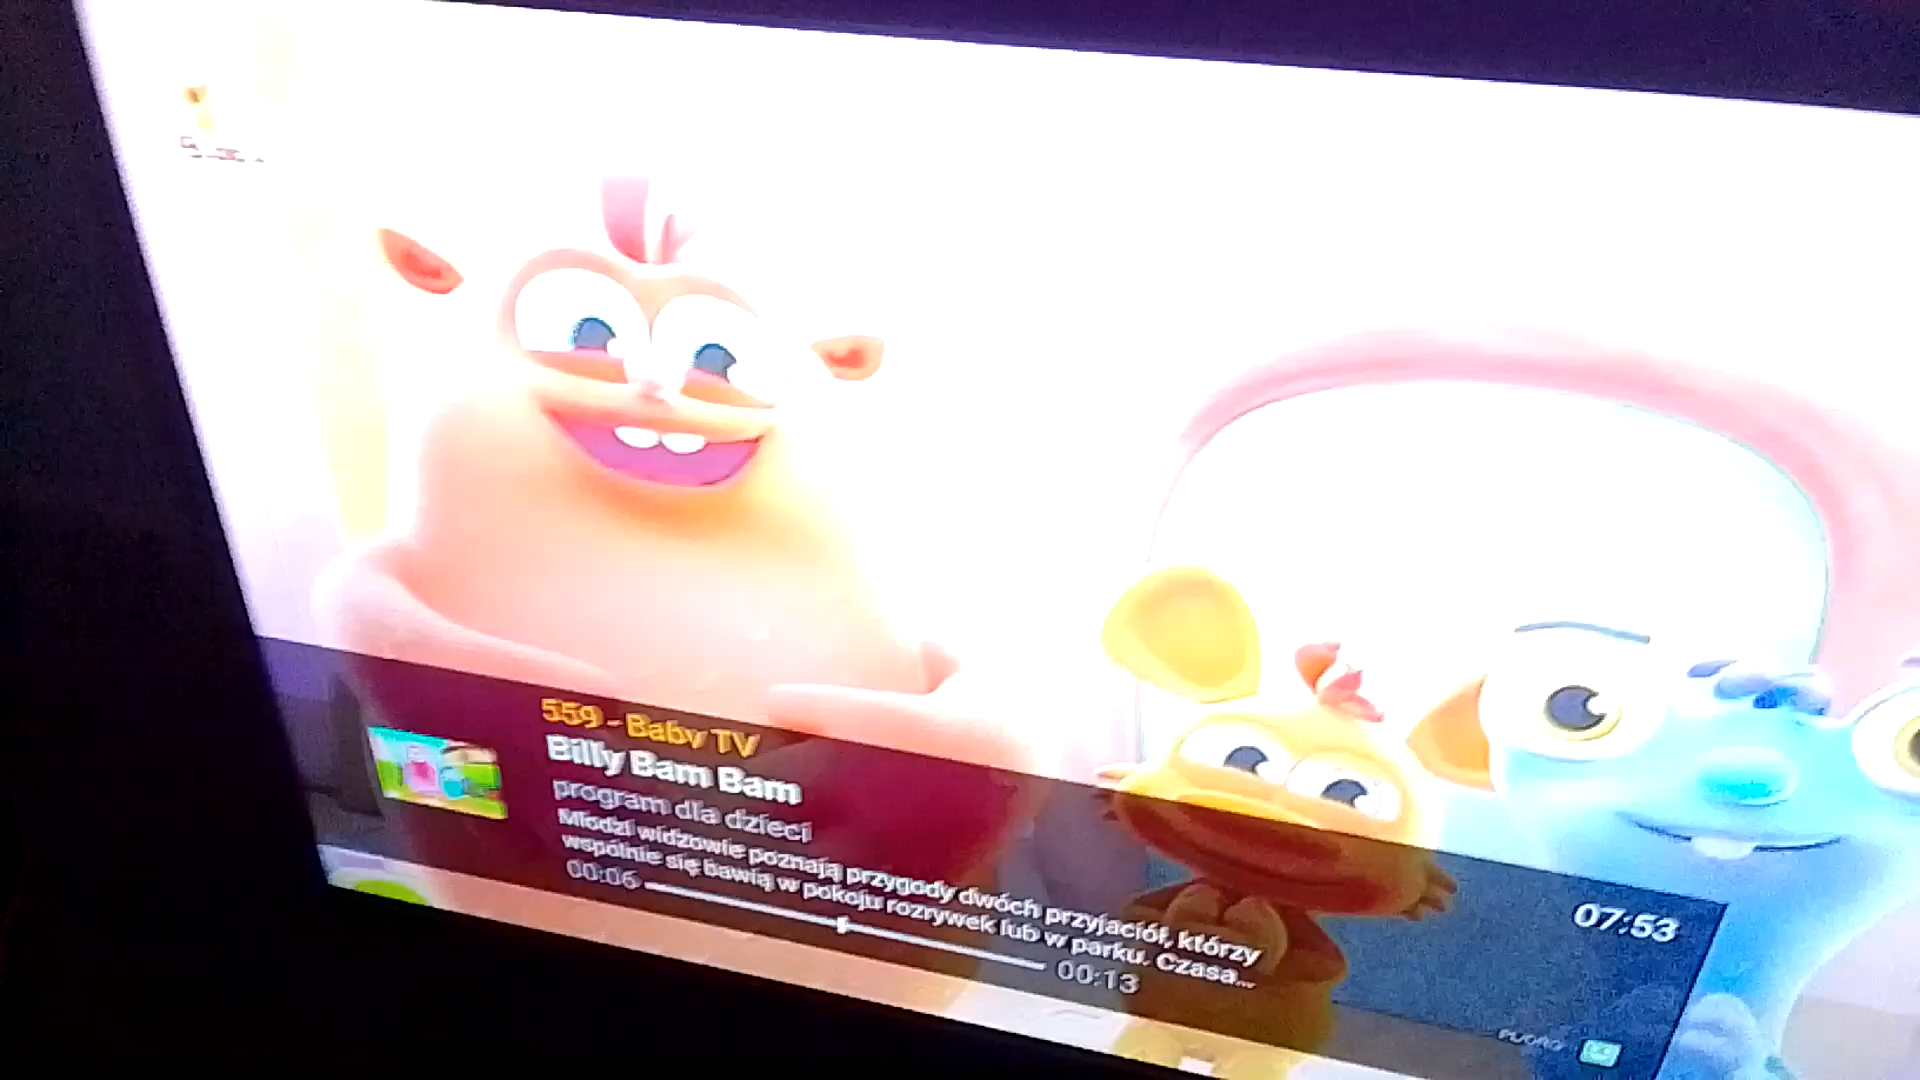 559 - Baby TV
Billy Bam Bam
program dla dzieci
Młodzi widzowie poznają przygody dwóch przyjaciół, którzy
wspólnie się bawią w pokoju rozrywek lub w parku. Czasa...
00:06
00:13
07:53